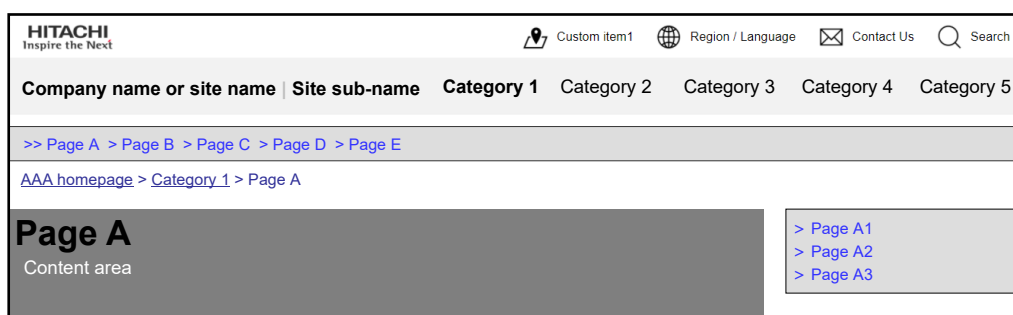 HITACHI
Inspire the Next
Custom item1 Region / Language Contact Us Search
Company name or site name | Site sub-name Category 1 Category 2 Category 3 Category 4 Category 5
>> Page A > Page B > Page C > Page D > Page E
AAA homepage > Category 1 > Page A
Page A
Content area
> Page A1
> Page A2
> Page A3